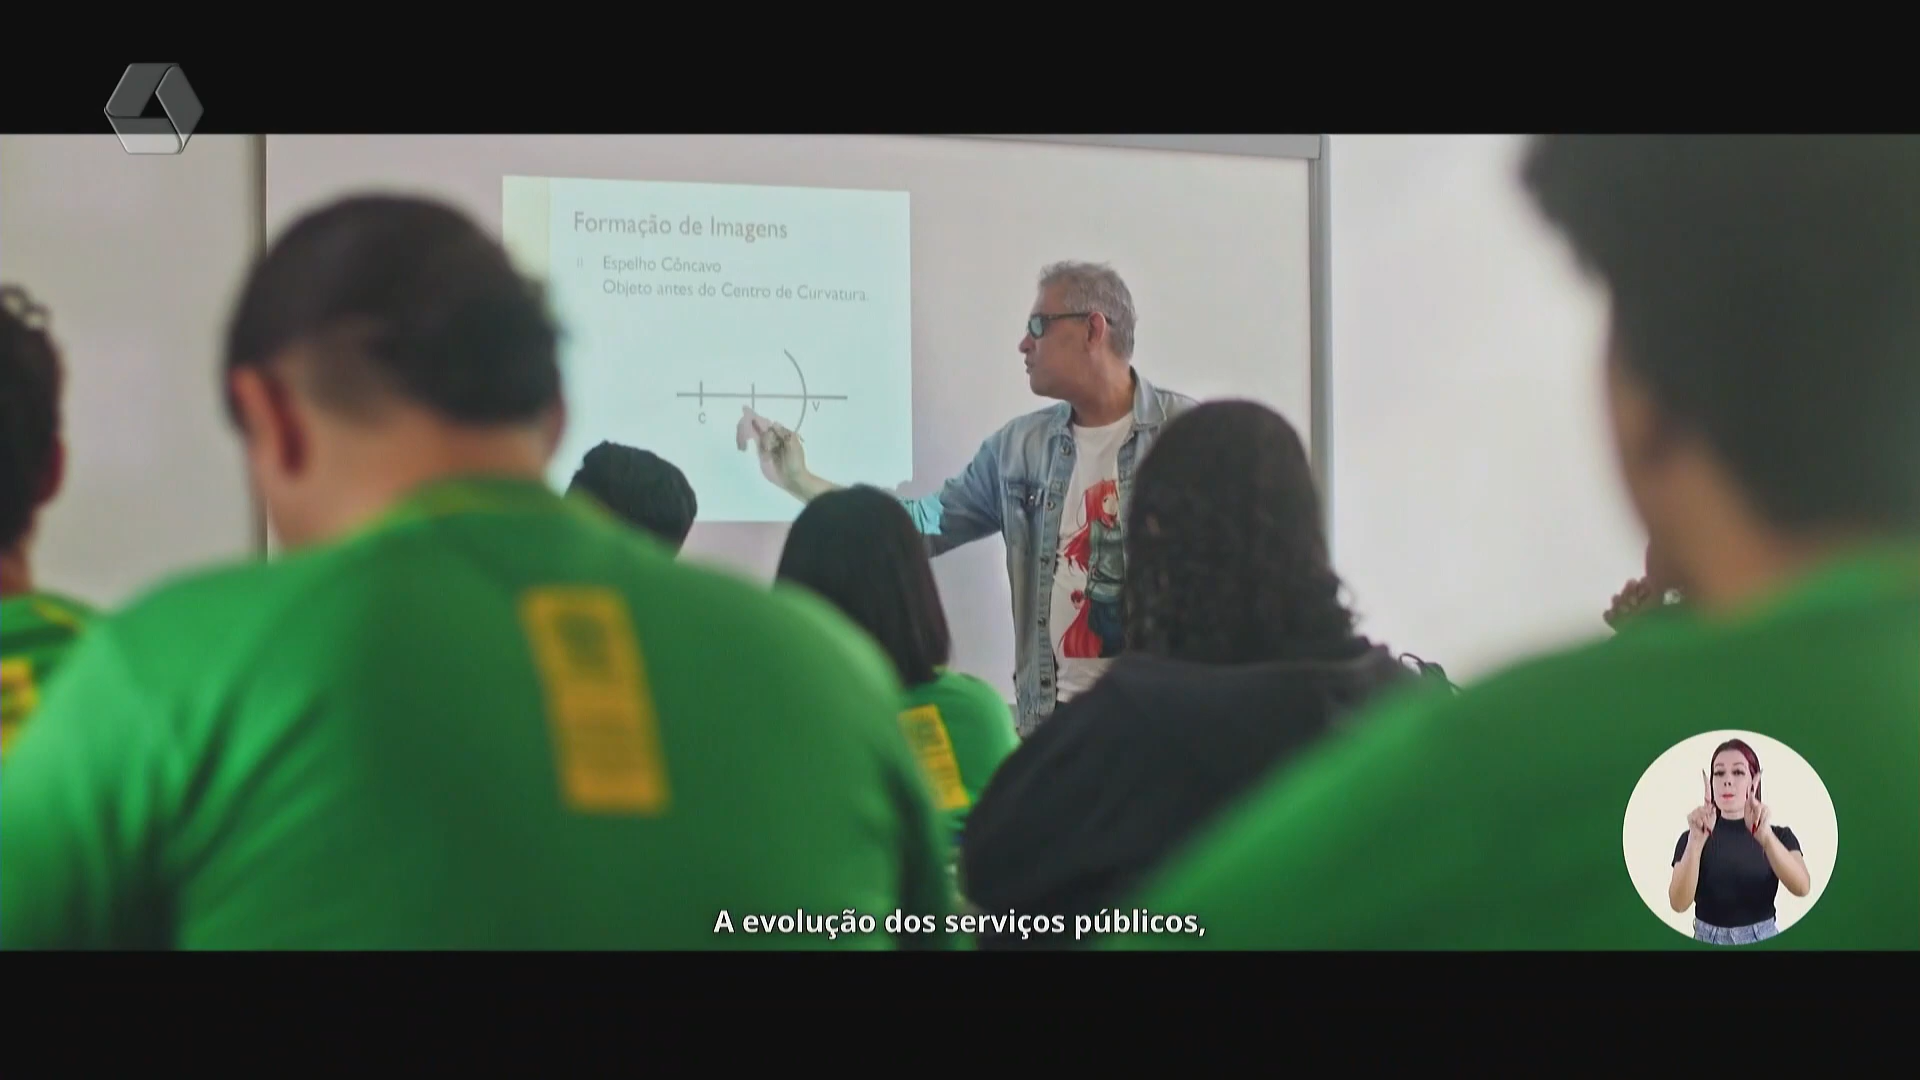 Formação de Imagens
Espelho Côncavo
Objeto antes do Centro de Curvatura.
C
V
A evolução dos serviços públicos,